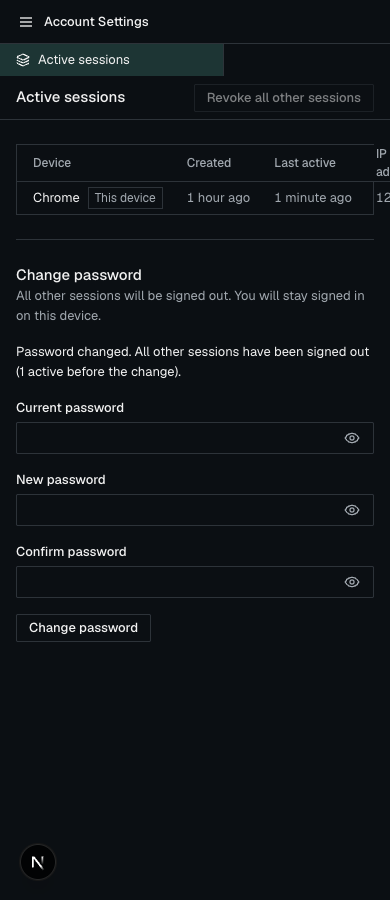 Account Settings
Active sessions
Active sessions
Revoke all other sessions
Device Created Last active IP
Chrome This device 1 hour ago 1 minute ago
Change password
All other sessions will be signed out. You will stay signed in
on this device.
Password changed. All other sessions have been signed out
(1 active before the change).
Current password
New password
Confirm password
Change password
N